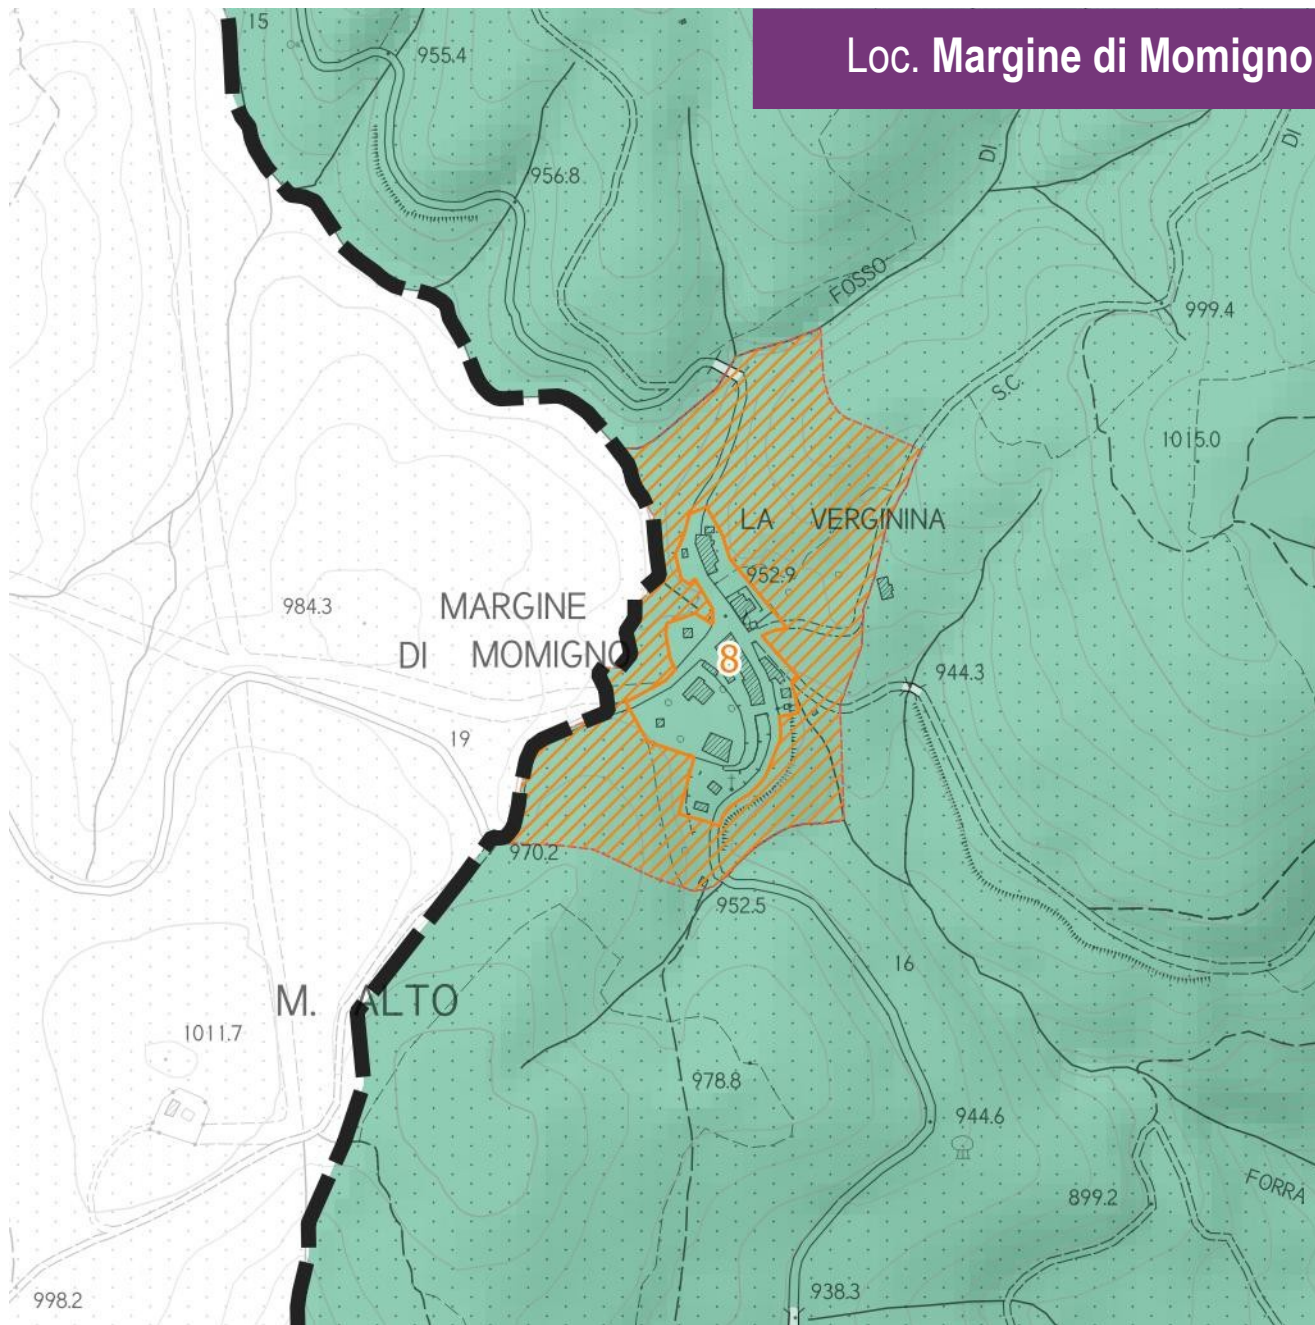 Loc. Margine di Momigno
15
955.4
956.8
DI
DI
FOSSO
999.4
S.C.
1015.0
LA VERGININA
952.9
984.3
MARGINE
DI MOMIGNO
8
944.3
19
970.2
952.5
16
M. ALTO
1011.7
978.8
944.6
899.2
FORRA
998.2
938.3